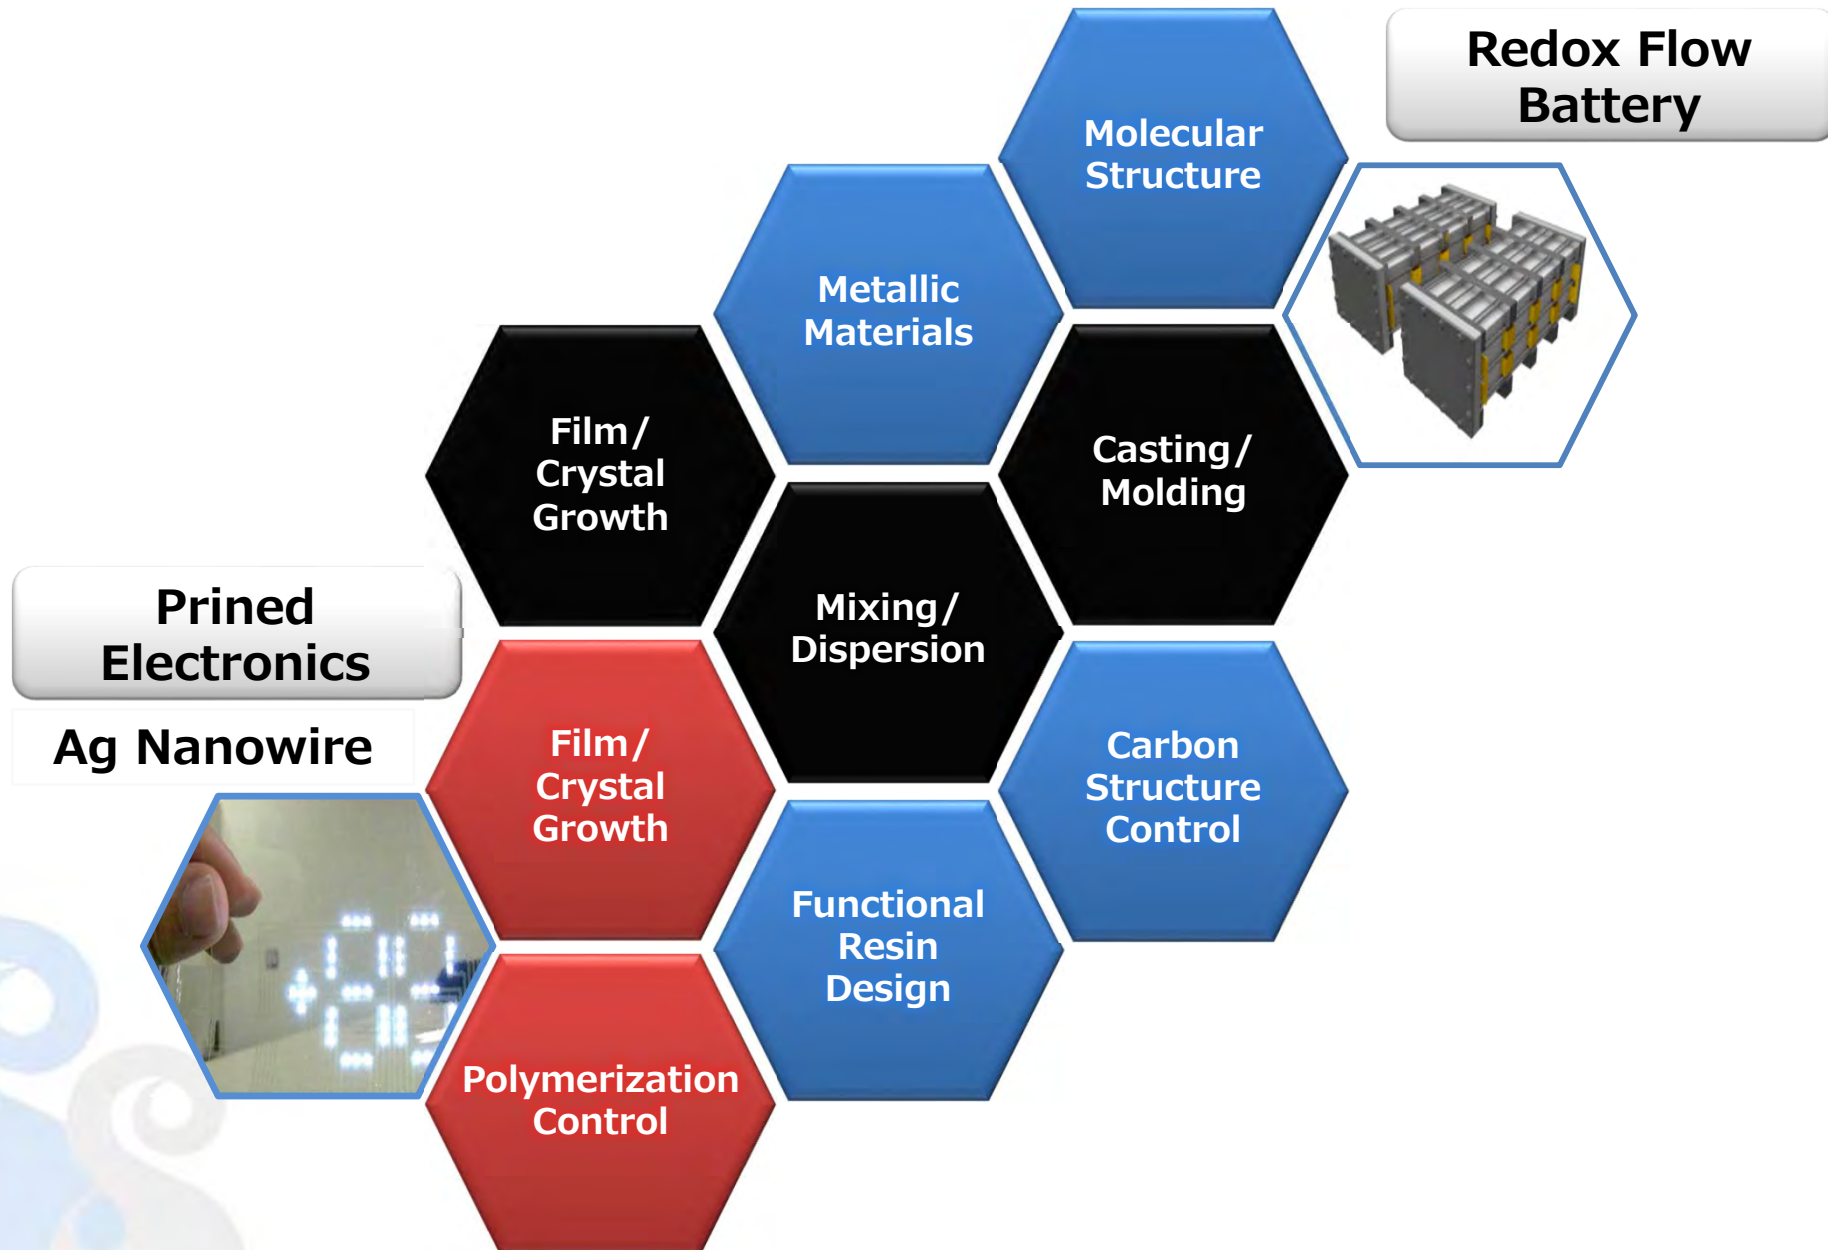 Redox Flow
Battery
Molecular
Structure
Metallic
Materials
Film/
Crystal
Growth
Casting/
Molding
Prined
Electronics
Mixing/
Dispersion
Ag Nanowire
Film/
Crystal
Growth
Carbon
Structure
Control
Functional
Resin
Design
Polymerization
Control